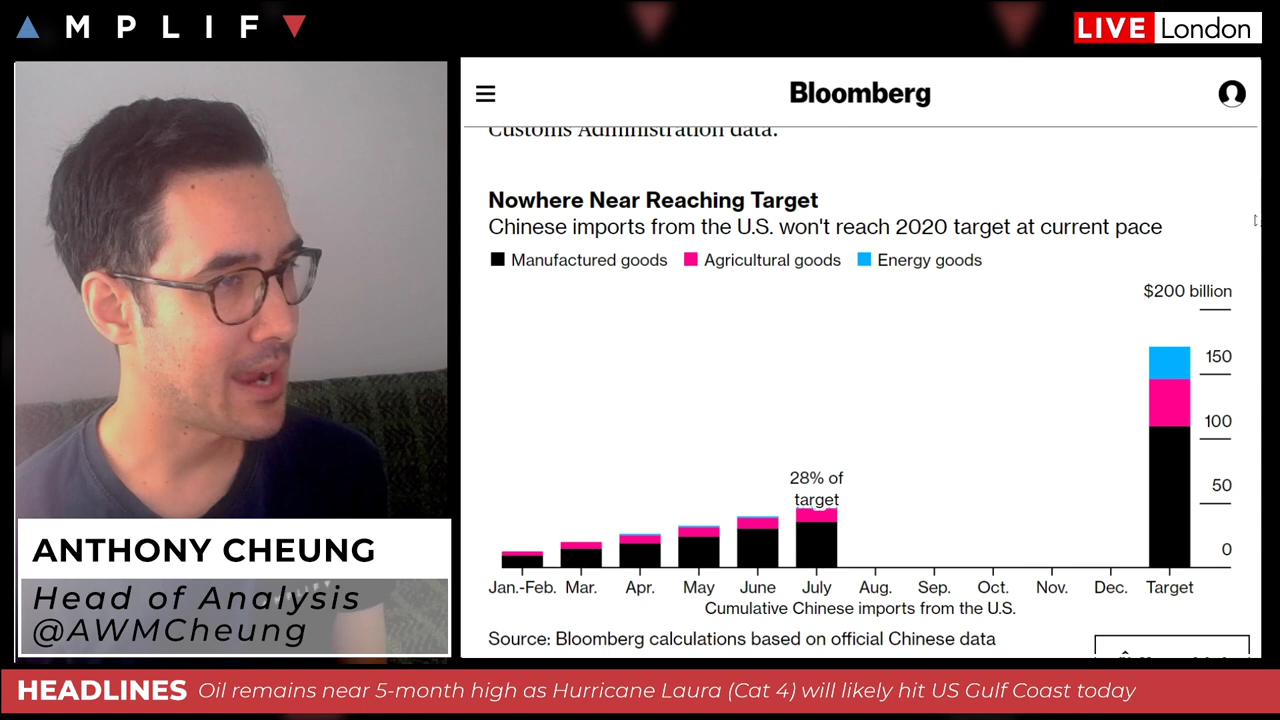 AMPLIFY
LIVE London
Bloomberg
Customs Administration data.
Nowhere Near Reaching Target
Chinese imports from the U.S. won't reach 2020 target at current pace
Manufactured goods Agricultural goods Energy goods
$200 billion
150
100
50
0
28% of
target
Jan.-Feb. Mar. Apr. May June July Aug. Sep. Oct. Nov. Dec. Target
Cumulative Chinese imports from the U.S.
Source: Bloomberg calculations based on official Chinese data
ANTHONY CHEUNG
Head of Analysis
@AWMCheung
HEADLINES Oil remains near 5-month high as Hurricane Laura (Cat 4) will likely hit US Gulf Coast today